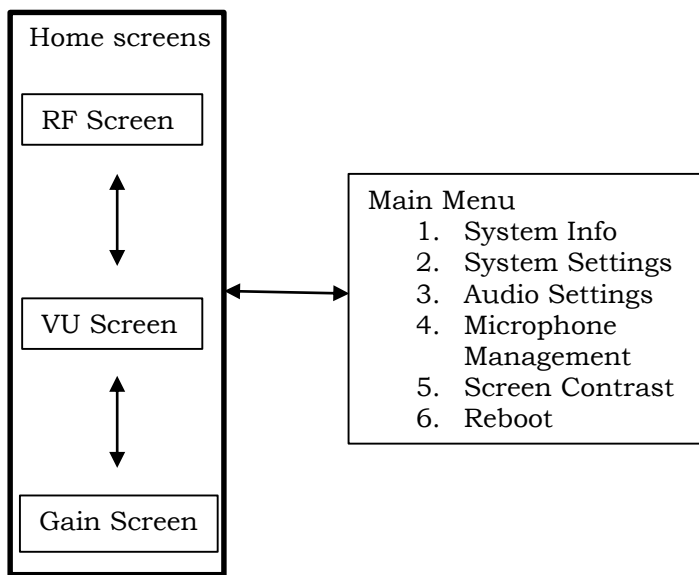 Home screens
RF Screen
VU Screen
Gain Screen
Main Menu
1. System Info
2. System Settings
3. Audio Settings
4. Microphone
Management
5. Screen Contrast
6. Reboot